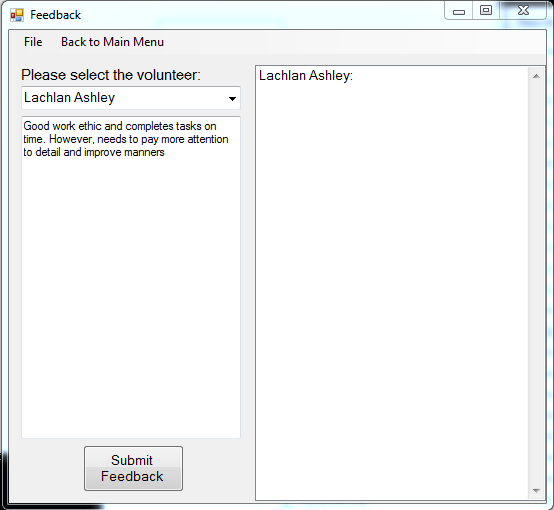 Feedback
File Back to Main Menu
Please select the volunteer:
Lachlan Ashley
Good work ethic and completes tasks on
time. However, needs to pay more attention
to detail and improve manners
Submit
Feedback
Lachlan Ashley: